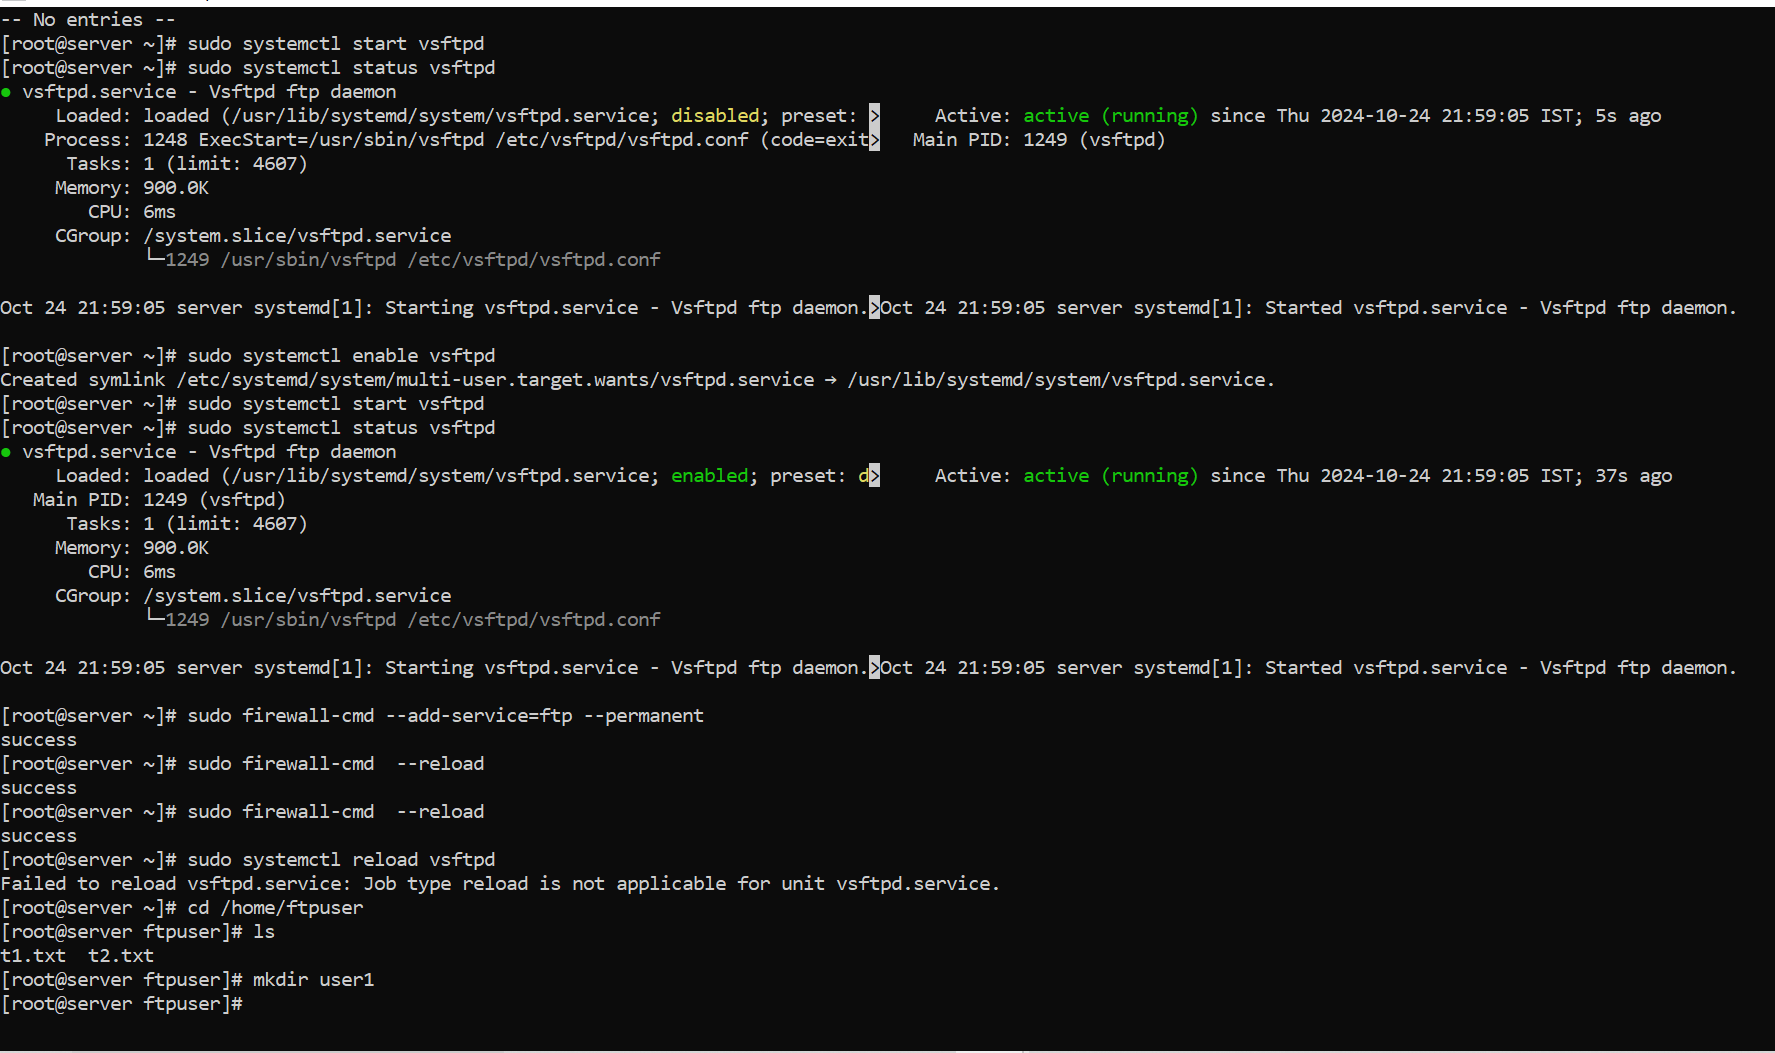 -- No entries --
[root@server ~]# sudo systemctl start vsftpd
[root@server ~]# sudo systemctl status vsftpd
● vsftpd.service - Vsftpd ftp daemon
     Loaded: loaded (/usr/lib/systemd/system/vsftpd.service; disabled; preset: >     Active: active (running) since Thu 2024-10-24 21:59:05 IST; 5s ago
    Process: 1248 ExecStart=/usr/sbin/vsftpd /etc/vsftpd/vsftpd.conf (code=exit>   Main PID: 1249 (vsftpd)
      Tasks: 1 (limit: 4607)
     Memory: 900.0K
        CPU: 6ms
     CGroup: /system.slice/vsftpd.service
             └─1249 /usr/sbin/vsftpd /etc/vsftpd/vsftpd.conf
Oct 24 21:59:05 server systemd[1]: Starting vsftpd.service - Vsftpd ftp daemon.>Oct 24 21:59:05 server systemd[1]: Started vsftpd.service - Vsftpd ftp daemon.
[root@server ~]# sudo systemctl enable vsftpd
Created symlink /etc/systemd/system/multi-user.target.wants/vsftpd.service → /usr/lib/systemd/system/vsftpd.service.
[root@server ~]# sudo systemctl start vsftpd
[root@server ~]# sudo systemctl status vsftpd
● vsftpd.service - Vsftpd ftp daemon
     Loaded: loaded (/usr/lib/systemd/system/vsftpd.service; enabled; preset: d>     Active: active (running) since Thu 2024-10-24 21:59:05 IST; 37s ago
   Main PID: 1249 (vsftpd)
      Tasks: 1 (limit: 4607)
     Memory: 900.0K
        CPU: 6ms
     CGroup: /system.slice/vsftpd.service
             └─1249 /usr/sbin/vsftpd /etc/vsftpd/vsftpd.conf
Oct 24 21:59:05 server systemd[1]: Starting vsftpd.service - Vsftpd ftp daemon.>Oct 24 21:59:05 server systemd[1]: Started vsftpd.service - Vsftpd ftp daemon.
[root@server ~]# sudo firewall-cmd --add-service=ftp --permanent
success
[root@server ~]# sudo firewall-cmd  --reload
success
[root@server ~]# sudo firewall-cmd  --reload
success
[root@server ~]# sudo systemctl reload vsftpd
Failed to reload vsftpd.service: Job type reload is not applicable for unit vsftpd.service.
[root@server ~]# cd /home/ftpuser
[root@server ftpuser]# ls
t1.txt  t2.txt
[root@server ftpuser]# mkdir user1
[root@server ftpuser]#